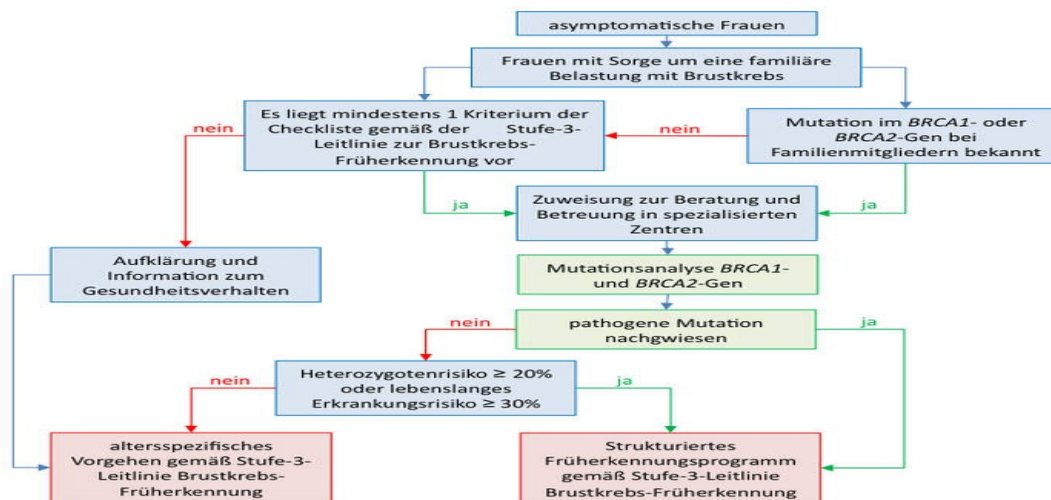 asymptomatische Frauen
Frauen mit Sorge um eine familiäre
Belastung mit Brustkrebs
Es liegt mindestens 1 Kriterium der
Checkliste gemäß der Stufe-3-
Leitlinie zur Brustkrebs-
Früherkennung vor
nein
nein
Mutation im BRCA1- oder
BRCA2-Gen bei
Familienmitgliedern bekannt
ja
ja
Zuweisung zur Beratung und
Betreuung in spezialisierten
Zentren
Aufklärung und
Information zum
Gesundheitsverhalten
Mutationsanalyse BRCA1-
und BRCA2-Gen
nein
pathogene Mutation
nachgwiesen
ja
nein
Heterozygotenrisiko ≥ 20%
oder lebenslanges
Erkrankungsrisiko ≥ 30%
ja
altersspezifisches
Vorgehen gemäß Stufe-3-
Leitlinie Brustkrebs-
Früherkennung
Strukturiertes
Früherkennungsprogramm
gemäß Stufe-3-Leitlinie
Brustkrebs-Früherkennung